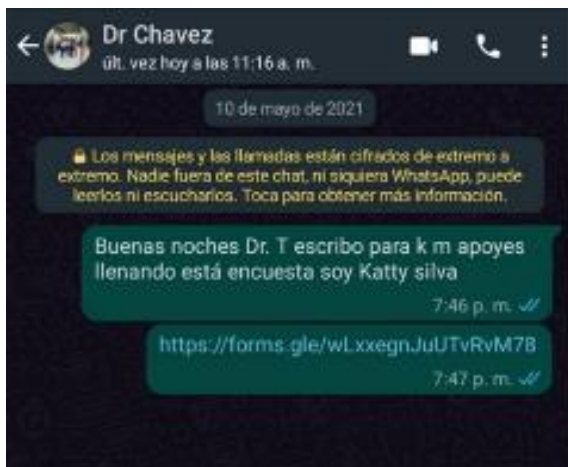 Dr Chavez
últ. vez hoy a las 11:16 a. m.
10 de mayo de 2021
Los mensajes y las llamadas están cifrados de extremo a
extremo. Nadie fuera de este chat, ni siquiera WhatsApp, puede
leerlos ni escucharlos. Toca para obtener más información.
Buenas noches Dr. T escribo para k m apoyes
llenando está encuesta soy Katty silva
7:46 p. m.
https://forms.gle/wLxxegnJuUTvRvM78
7:47 p. m.